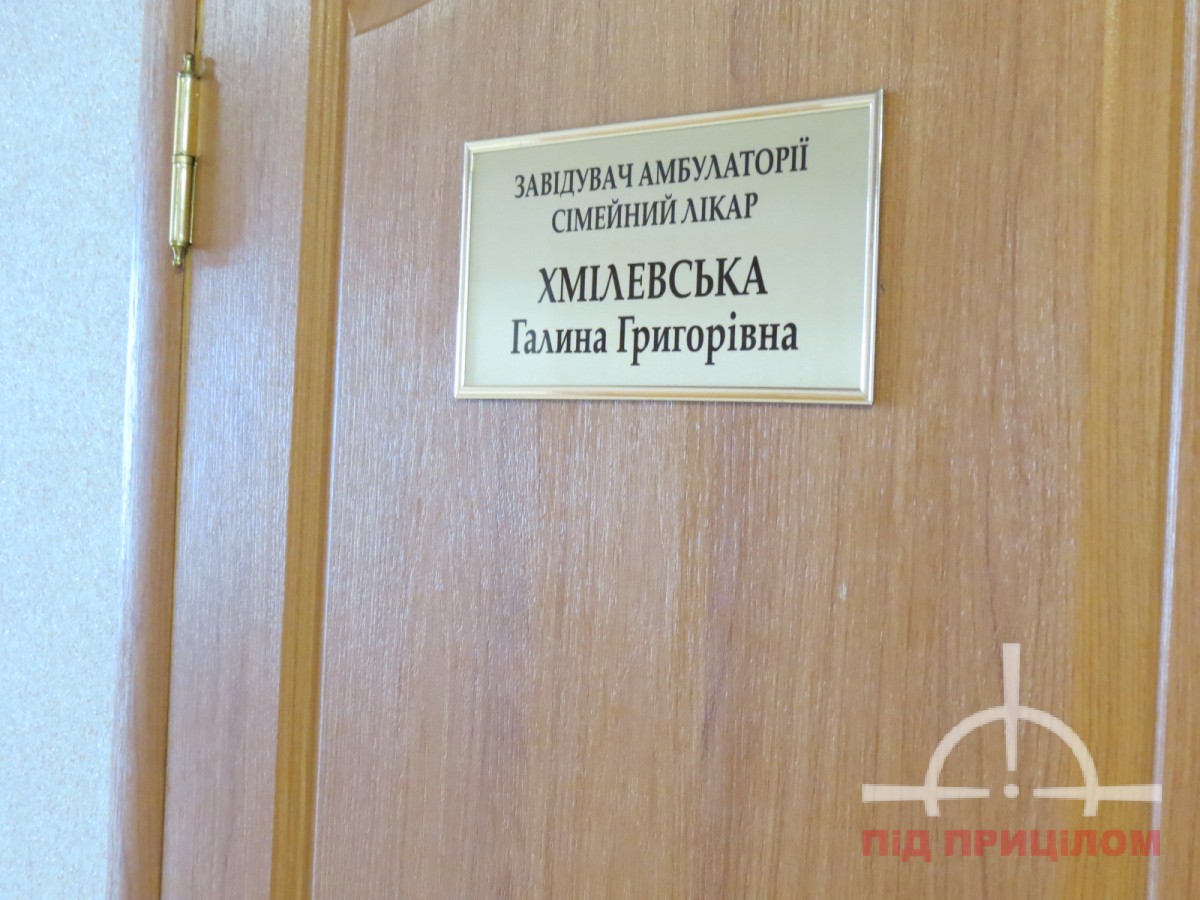 ЗАВІДУВАЧ АМБУЛАТОРІЇ
СІМЕЙНИЙ ЛІКАР
ХМІЛЕВСЬКА
Галина Григорівна
ПіД ПРИЦіЛОМ